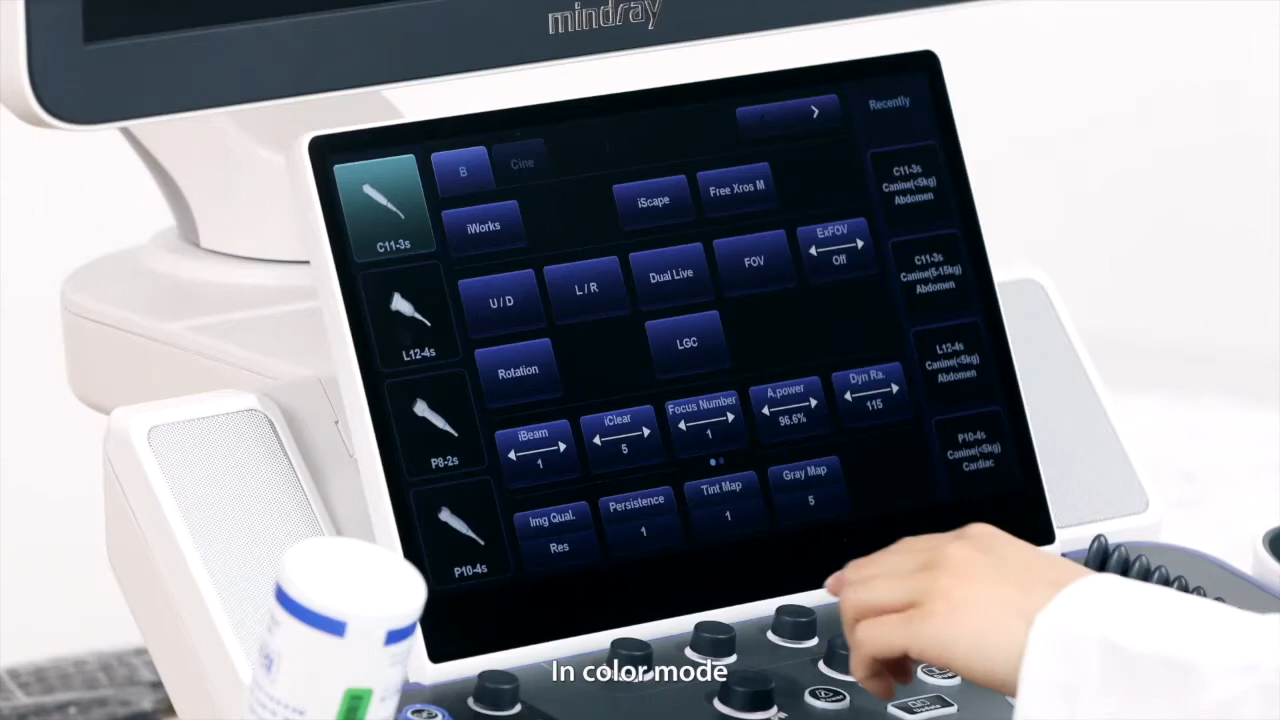 mindray
Recently
B
Cine
C11-3s
iWorks
iScape
Free Xros M
C11-3s
Canine(<5kg)
Abdomen
U / D
L / R
Dual Live
FOV
ExFOV
Off
C11-3s
Canine(5-15kg)
Abdomen
L12-4s
Rotation
LGC
L12-4s
Canine(<5kg)
Abdomen
P8-2s
iBeam
1
iClear
5
Focus Number
1
A.power
96.6%
Dyn Ra.
115
P10-4s
Canine(<5kg)
Cardiac
P10-4s
Img Qual.
Res
Persistence
1
Tint Map
1
Gray Map
5
Power
Update
In color mode